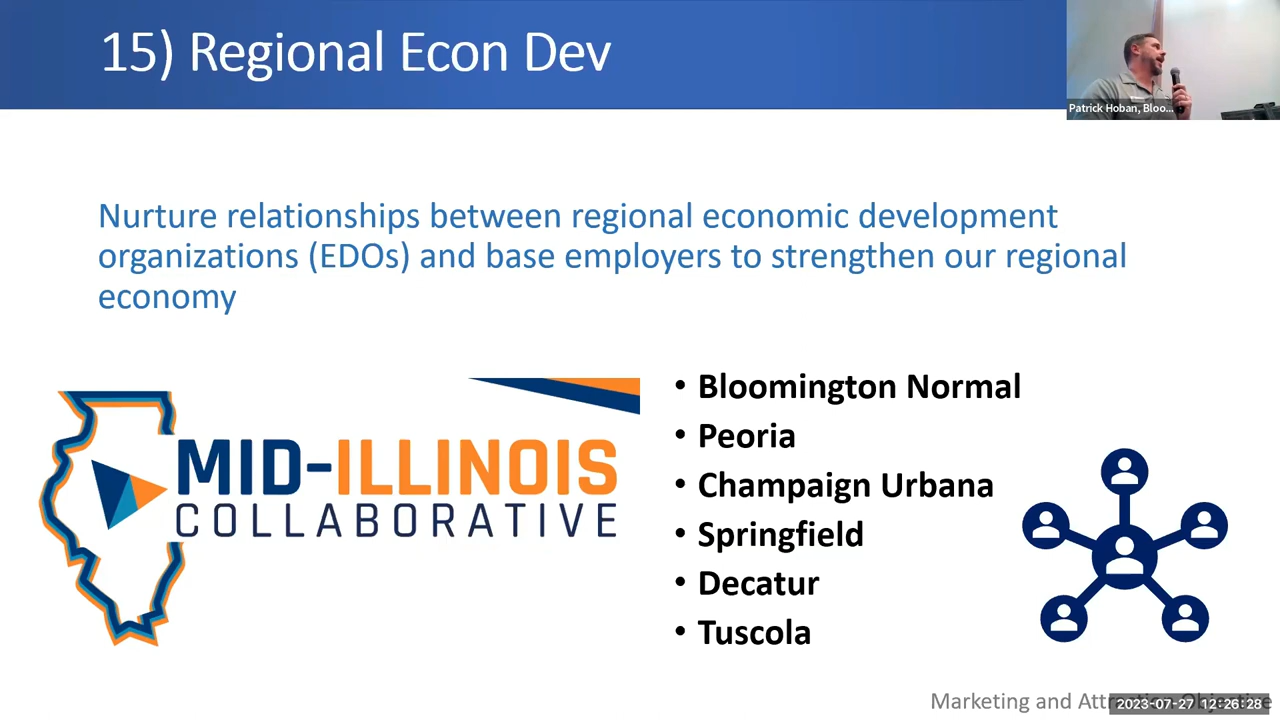 15) Regional Econ Dev
Patrick Hoban, Bloo...
Nurture relationships between regional economic development
organizations (EDOs) and base employers to strengthen our regional
economy
MID-ILLINOIS
COLLABORATIVE
• Bloomington Normal
• Peoria
• Champaign Urbana
• Springfield
• Decatur
• Tuscola
Marketing and Attraction Objective
2023-07-27 12:26:28